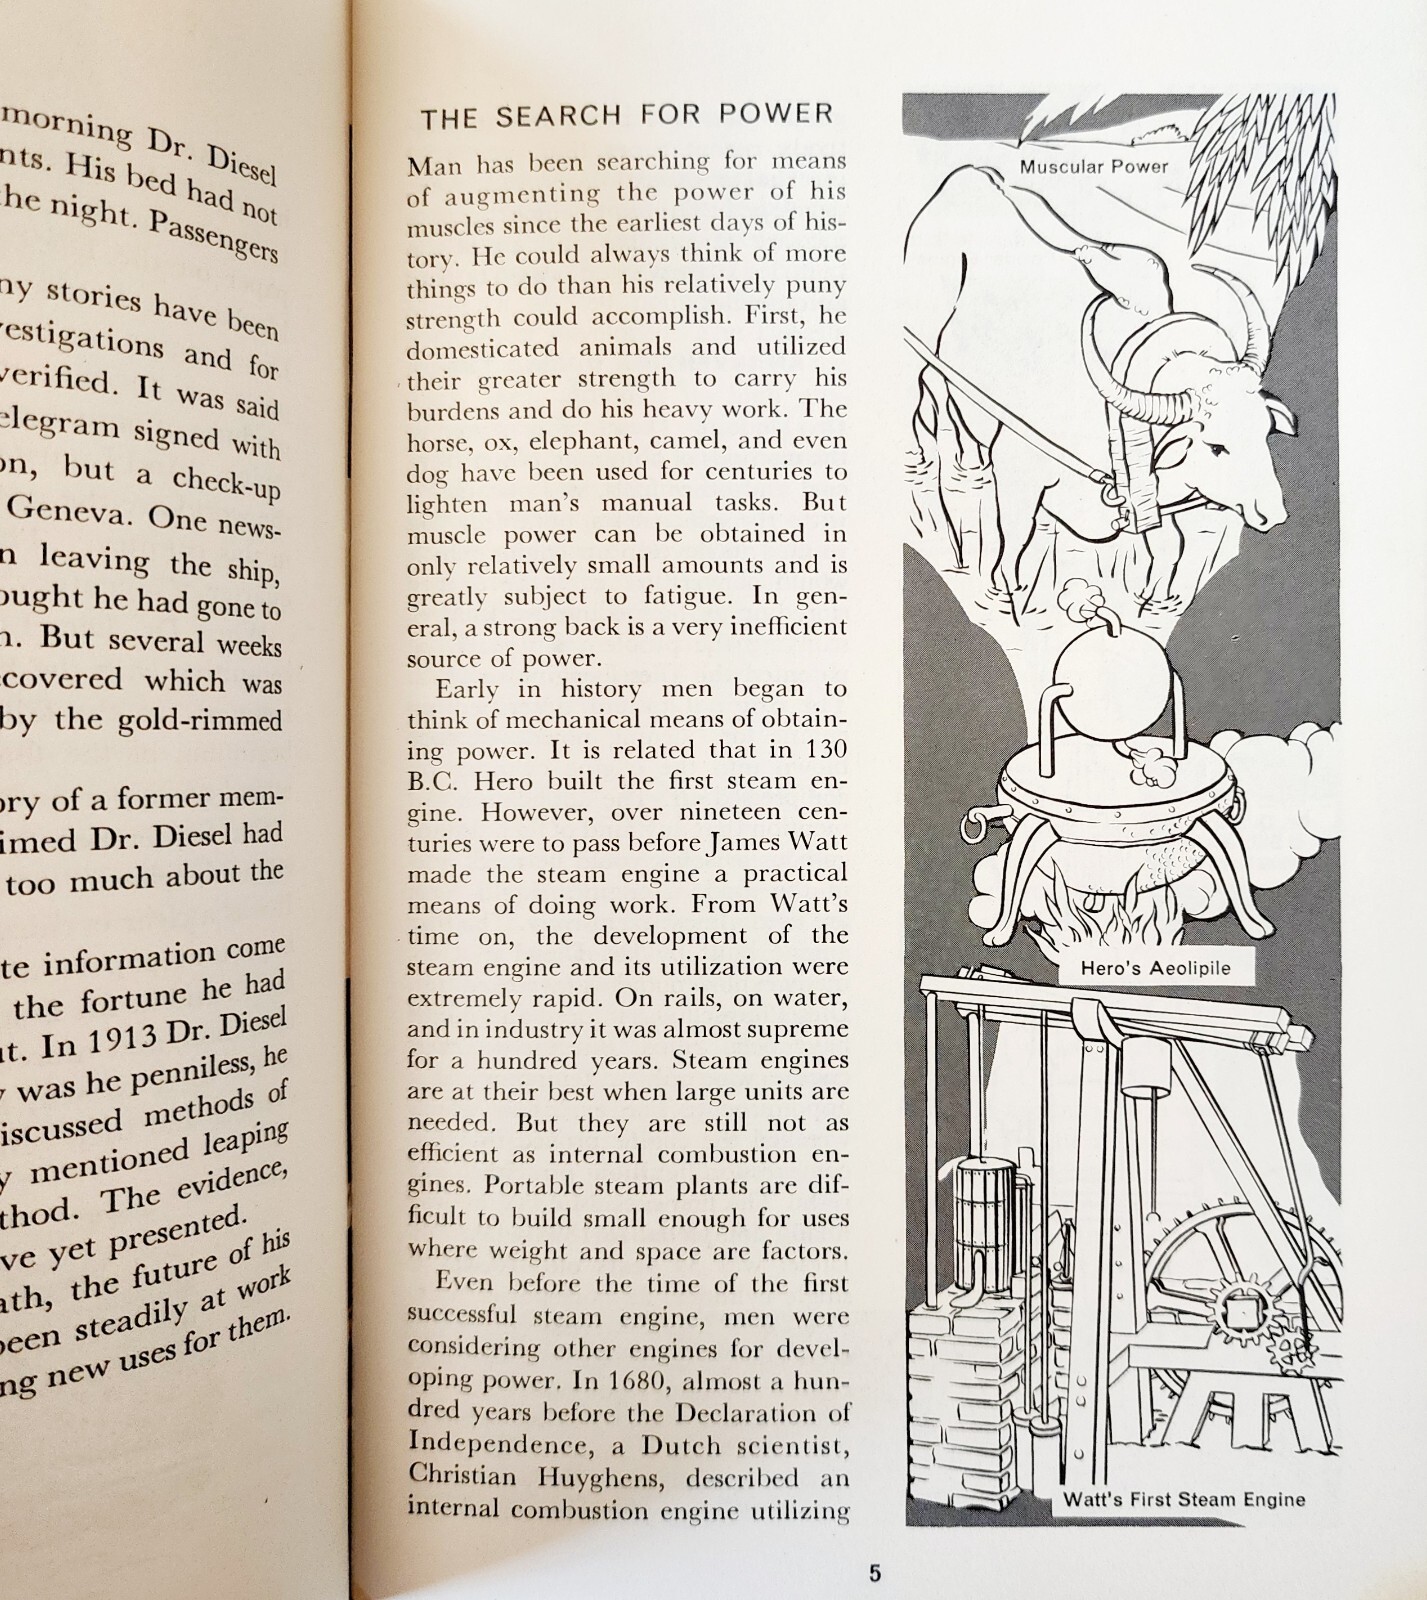 morning Dr. Diesel
His bed had not
the night. Passengers
stories have been
and for
verified. It was said
signed with
but a check-up
Geneva. One news-
leaving the ship,
he had gone to
But several weeks
which was
by the gold-rimmed
of a former mem-
Dr. Diesel had
too much about the
information come
the fortune he had
In 1913 Dr. Diesel
was he penniless, he
methods of
mentioned leaping
The evidence,
yet presented.
the future of his
been steadily at work
new uses for them.
THE SEARCH FOR POWER
Man has been searching for means
of augmenting the power of his
muscles since the earliest days of his-
tory. He could always think of more
things to do than his relatively puny
strength could accomplish. First, he
domesticated animals and utilized
their greater strength to carry his
burdens and do his heavy work. The
horse, ox, elephant, camel, and even
dog have been used for centuries to
lighten man's manual tasks. But
muscle power can be obtained in
only relatively small amounts and is
greatly subject to fatigue. In gen-
eral, a strong back is a very inefficient
source of power.
Early in history men began to
think of mechanical means of obtain-
ing power. It is related that in 130
B.C. Hero built the first steam en-
gine. However, over nineteen cen-
turies were to pass before James Watt
made the steam engine a practical
means of doing work. From Watt's
time on, the development of the
steam engine and its utilization were
extremely rapid. On rails, on water,
and in industry it was almost supreme
for a hundred years. Steam engines
are at their best when large units are
needed. But they are still not as
efficient as internal combustion en-
gines. Portable steam plants are dif-
ficult to build small enough for uses
where weight and space are factors.
Even before the time of the first
successful steam engine, men were
considering other engines for devel-
oping power. In 1680, almost a hun-
dred years before the Declaration of
Independence, a Dutch scientist,
Christian Huyghens, described an
internal combustion engine utilizing
Muscular Power
Hero's Aeolipile
Watt's First Steam Engine
5